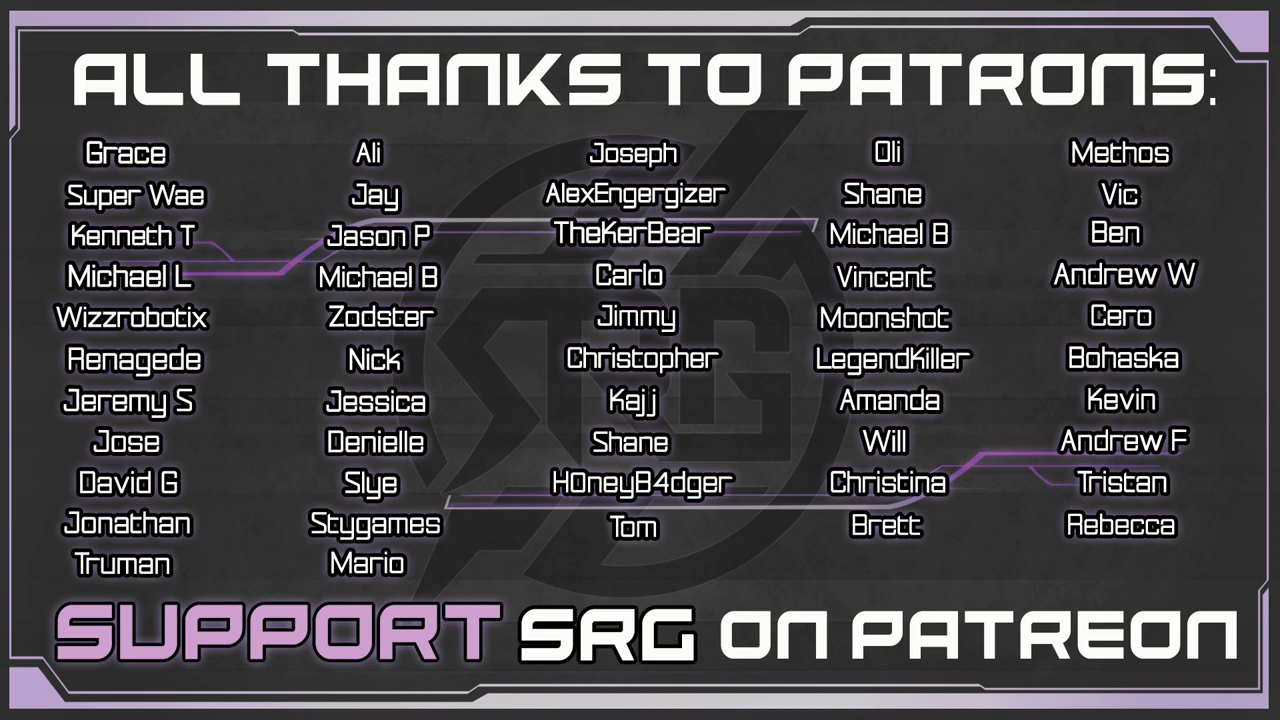 ALL THANKS TO PATRONS:
Grace
Super Wae
Kenneth T
Michael L
Wizzrobotix
Renagede
Jeremy S
Jose
David G
Jonathan
Truman
Ali
Jay
Jason P
Michael B
Zodster
Nick
Jessica
Denielle
Slye
Stygames
Mario
Joseph
AlexEngergizer
TheKerBear
Carlo
Jimmy
Christopher
Kajj
Shane
H0neyB4dger
Tom
Oli
Shane
Michael B
Vincent
Moonshot
LegendKiller
Amanda
Will
Christina
Brett
Methos
Vic
Ben
Andrew W
Cero
Bohaska
Kevin
Andrew F
Tristan
Rebecca
SRG
SUPPORT SRG ON PATREON